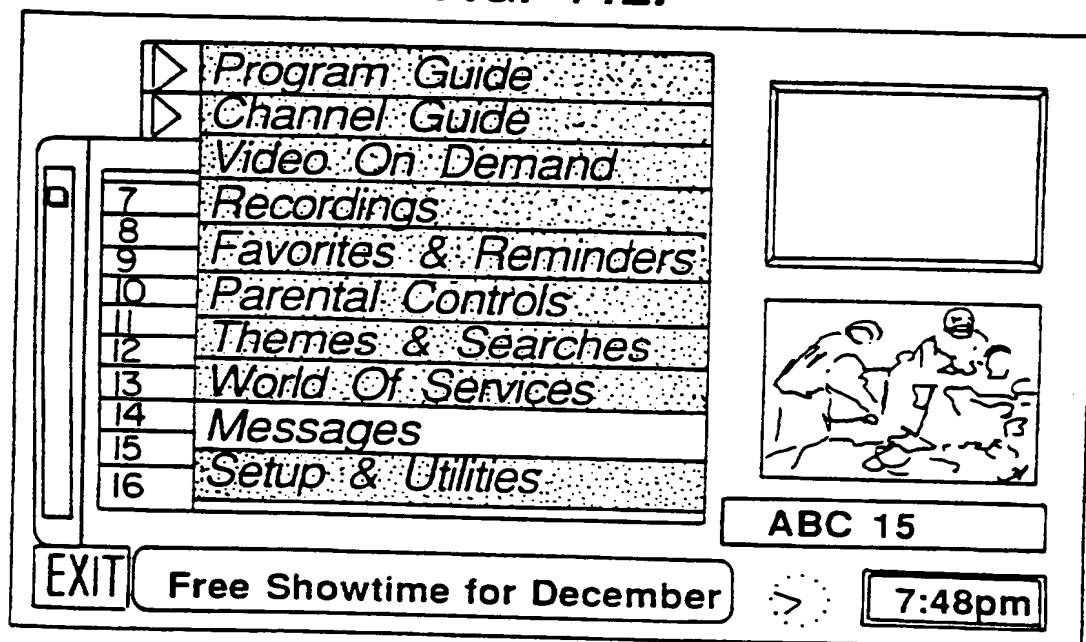 Program Guide
Channel Guide
Video On Demand
7 Recordings
8
9 Favorites & Reminders
10 Parental Controls
11
12 Themes & Searches
13 World Of Services
14 Messages
15
16 Setup & Utilities
ABC 15
EXIT Free Showtime for December 7:48pm